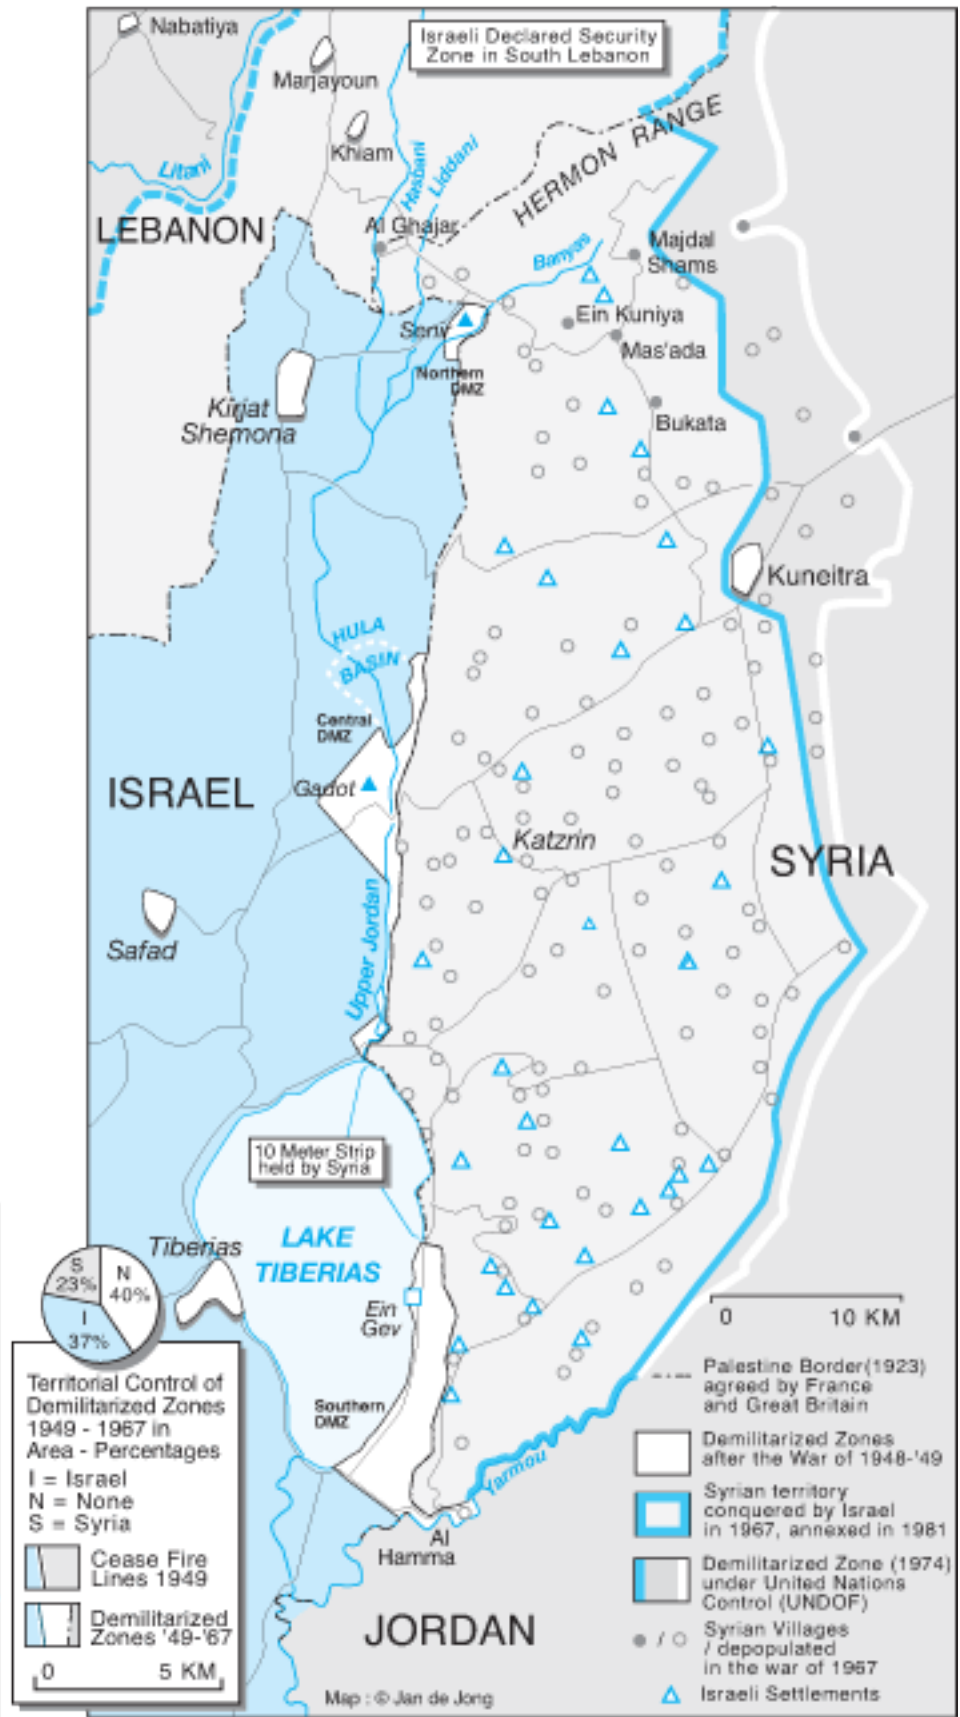 Nabatiya
Israeli Declared Security
Zone in South Lebanon
Marjayoun
Khiam
Litani
Hasbani
Liddani
HERMON RANGE
LEBANON
Al Ghajar
Banyas
Majdal
Shams
Ein Kuniya
Mas'ada
Northern
DMZ
Kirjat
Shemona
Bukata
Kuneitra
HULA
BASIN
Central
DMZ
ISRAEL
Gadot
Katzrin
SYRIA
Safad
Upper Jordan
10 Meter Strip
held by Syria
Tiberias
LAKE
TIBERIAS
Ein
Gev
S
23%
N
40%
I
37%
0 10 KM
Territorial Control of
Demilitarized Zones
1949 - 1967 in
Area - Percentages
I = Israel
N = None
S = Syria
Cease Fire
Lines 1949
Demilitarized
Zones '49-'67
0 5 KM
Southern
DMZ
Yarmou
Al
Hamma
JORDAN
Palestine Border(1923)
agreed by France
and Great Britain
Demilitarized Zones
after the War of 1948-'49
Syrian territory
conquered by Israel
in 1967, annexed in 1981
Demilitarized Zone (1974)
under United Nations
Control (UNDOF)
/ Syrian Villages
/ depopulated
in the war of 1967
Israeli Settlements
Map : © Jan de Jong